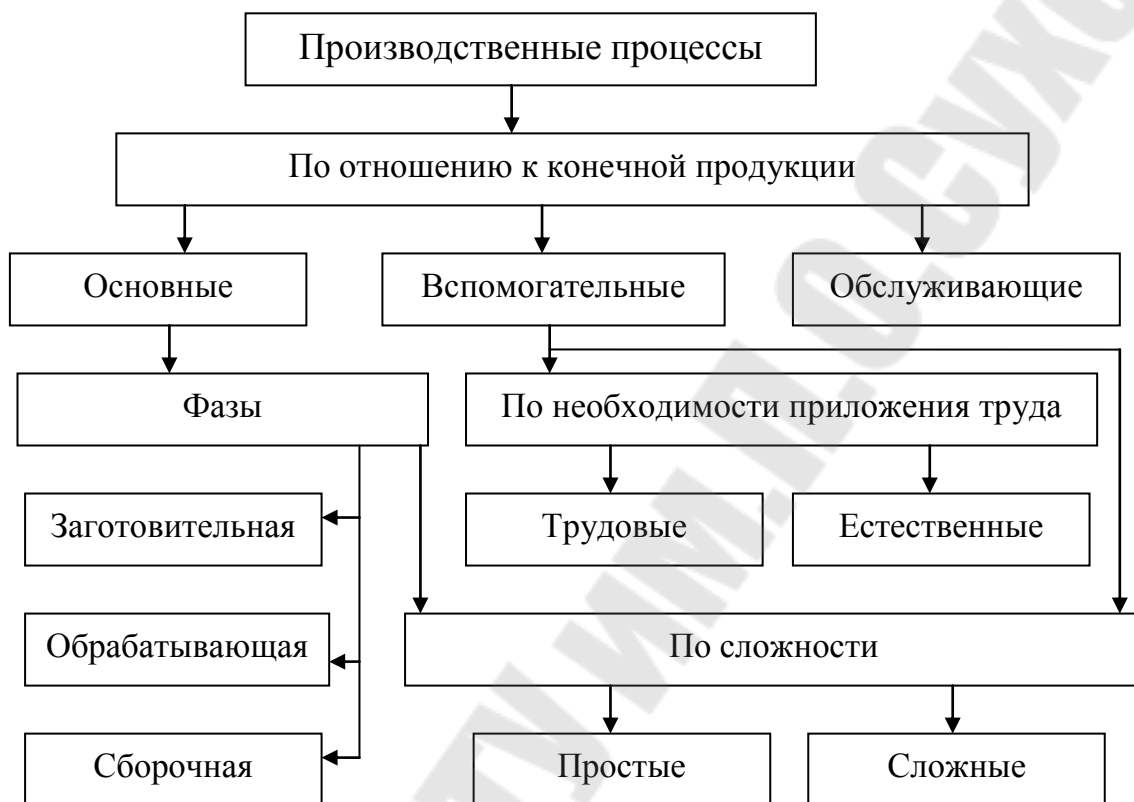 Производственные процессы
По отношению к конечной продукции
Основные
Вспомогательные
Обслуживающие
Фазы
По необходимости приложения труда
Заготовительная
Трудовые
Естественные
Обрабатывающая
По сложности
Сборочная
Простые
Сложные